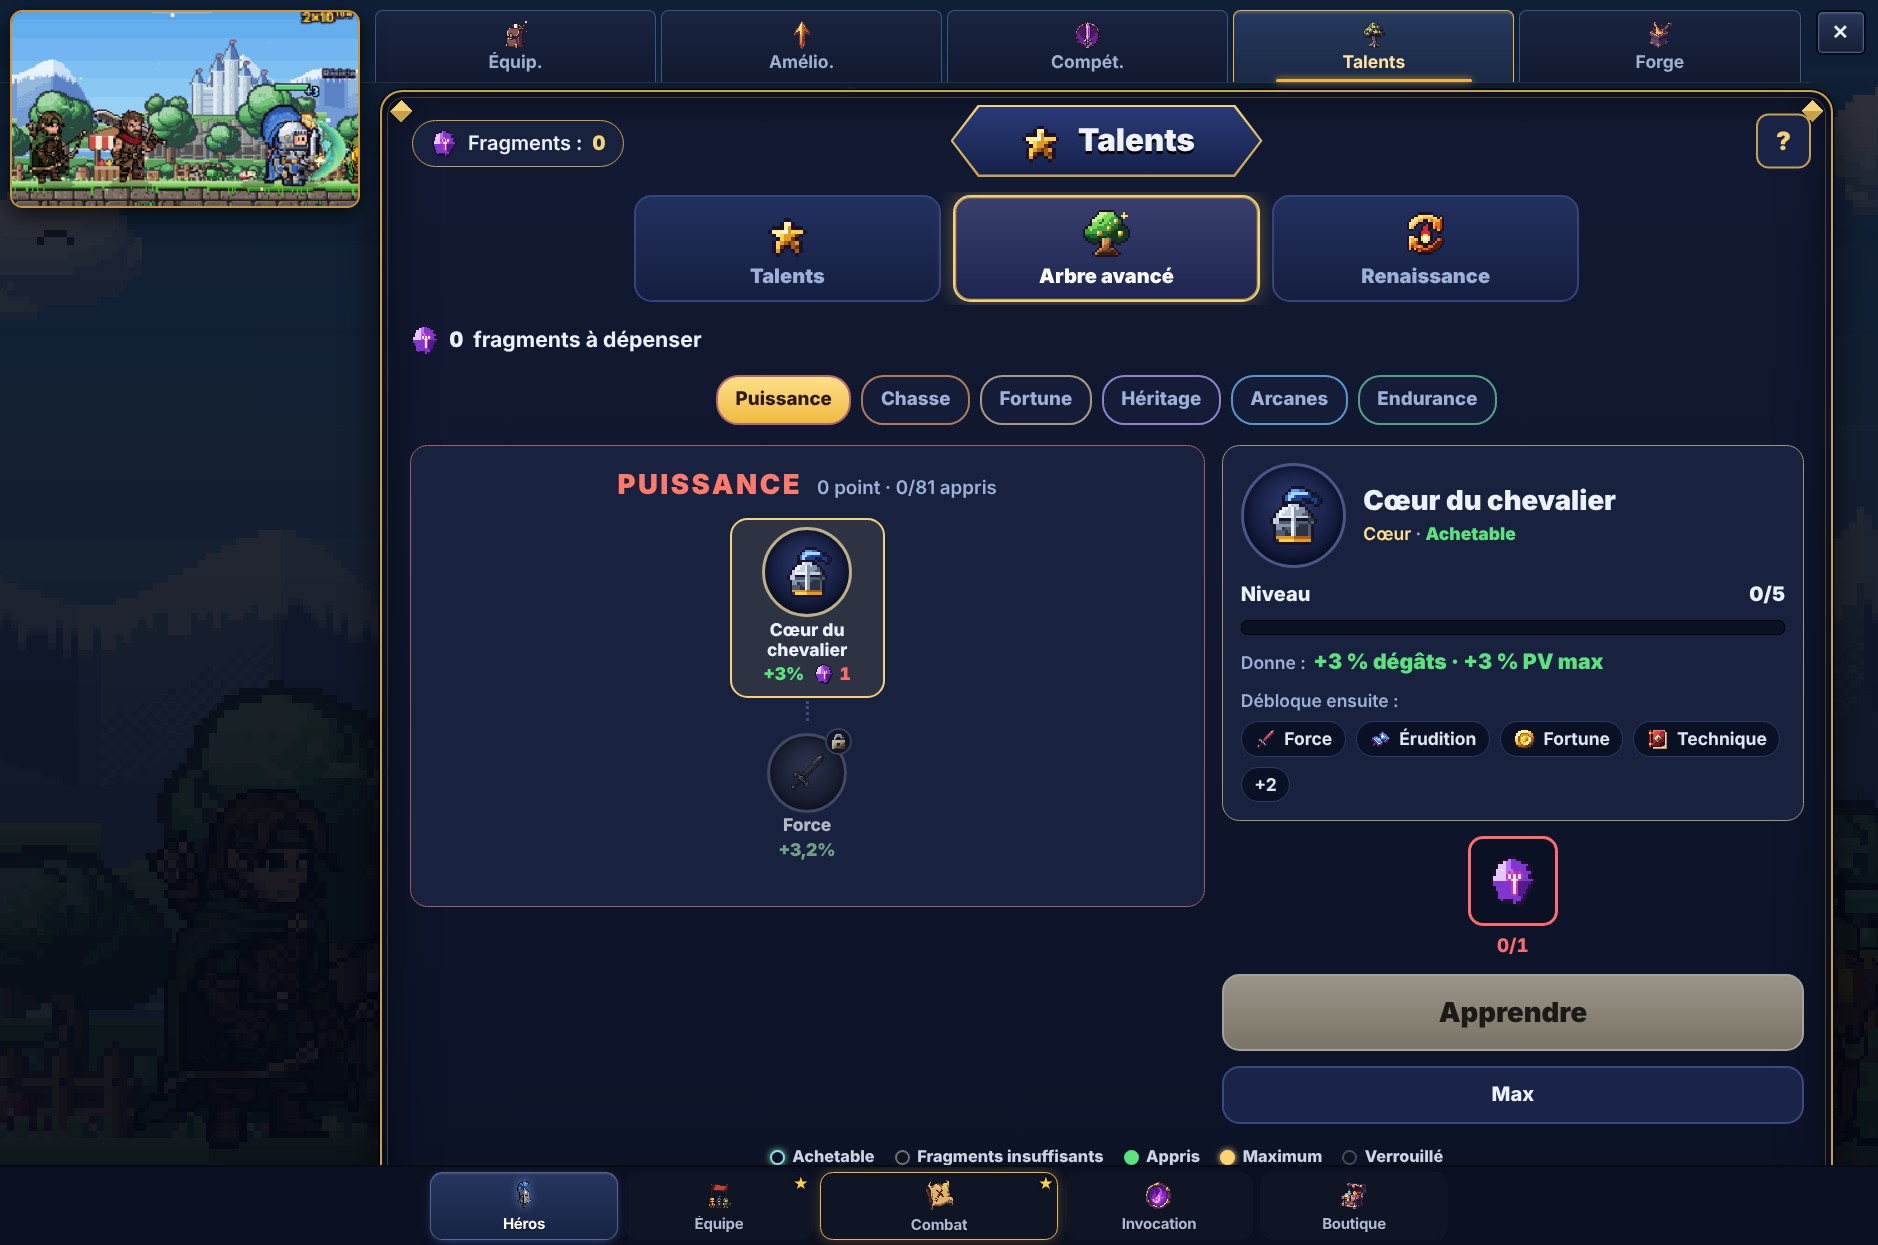 Équip.
Amélio.
Compét.
Talents
Forge
×
+3
Fragments : 0
Talents
?
Talents
Arbre avancé
Renaissance
0 fragments à dépenser
Puissance
Chasse
Fortune
Héritage
Arcanes
Endurance
PUISSANCE 0 point · 0/81 appris
Cœur du
chevalier
+3% 1
Force
+3,2%
Cœur du chevalier
Cœur · Achetable
Niveau 0/5
Donne : +3 % dégâts · +3 % PV max
Débloque ensuite :
Force
Érudition
Fortune
Technique
+2
0/1
Apprendre
Max
Achetable
Fragments insuffisants
Appris
Maximum
Verrouillé
Héros
Équipe
Combat
Invocation
Boutique